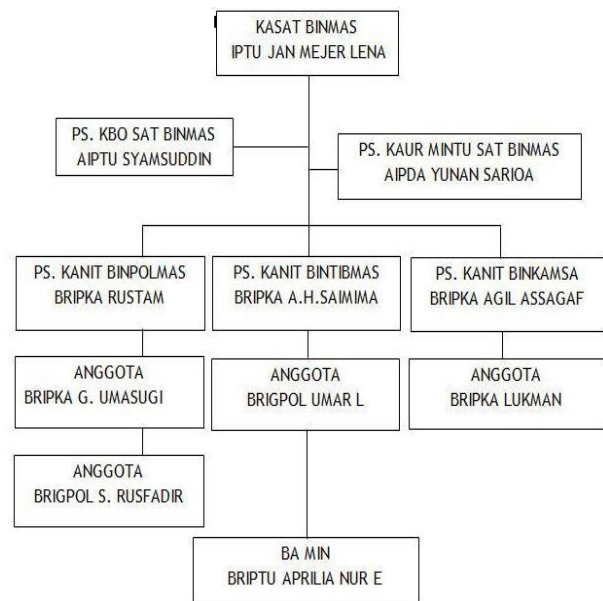 KASAT BINMAS
IPTU JAN MEJER LENA
PS. KBO SAT BINMAS
AIPTU SYAMSUDDIN
PS. KAUR MINTU SAT BINMAS
AIPDA YUNAN SARIOA
PS. KANIT BINPOLMAS
BRIPKA RUSTAM
PS. KANIT BINTIBMAS
BRIPKA A.H.SAIMIMA
PS. KANIT BINKAMSA
BRIPKA AGIL ASSAGAF
ANGGOTA
BRIPKA G. UMASUGI
ANGGOTA
BRIGPOL UMAR L
ANGGOTA
BRIPKA LUKMAN
ANGGOTA
BRIGPOL S. RUSFADIR
BA MIN
BRIPTU APRILIA NUR E